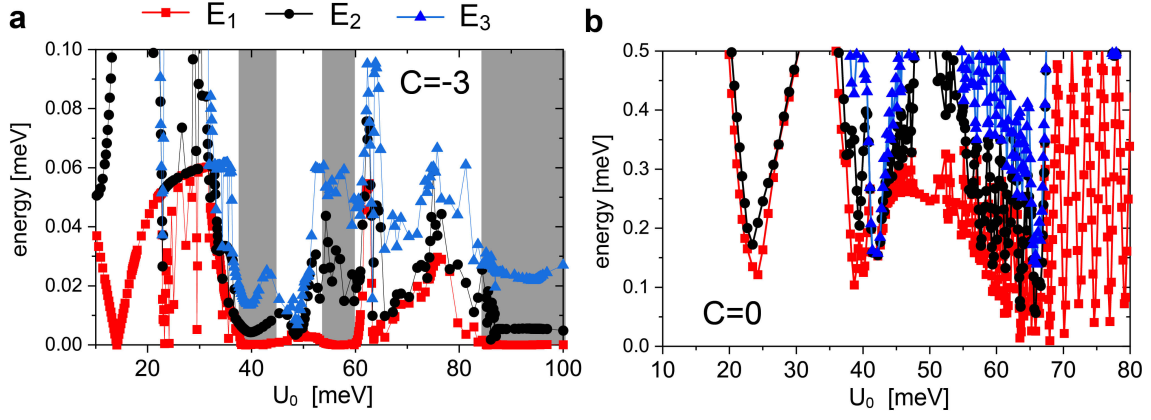 a E₁ E₂ E₃
0.10
0.08
0.06
0.04
0.02
0.00
energy [meV]
C=-3
20 40 60 80 100
U₀ [meV]
b
0.5
0.4
0.3
0.2
0.1
0.0
energy [meV]
C=0
10 20 30 40 50 60 70 80
U₀ [meV]